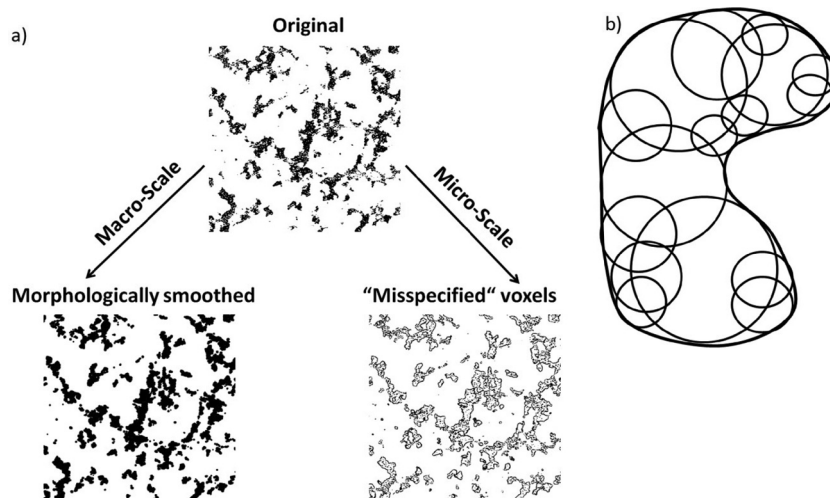 a)
Original
b)
Macro-Scale
Micro-Scale
Morphologically smoothed
“Misspecified“ voxels